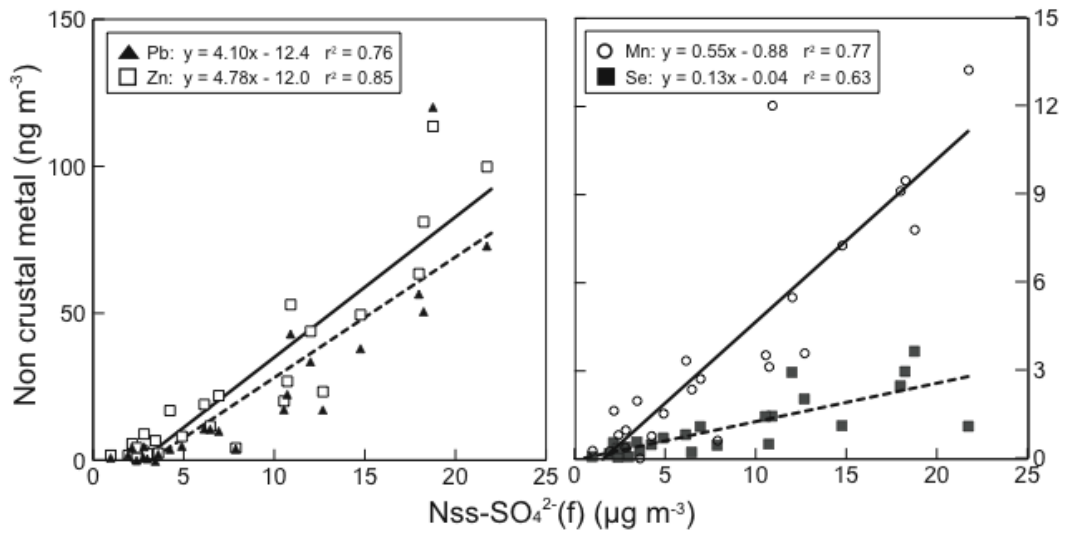 Non crustal metal (ng m⁻³)
150
100
50
0
Pb: y = 4.10x - 12.4 r² = 0.76
Zn: y = 4.78x - 12.0 r² = 0.85
0 5 10 15 20 25
Mn: y = 0.55x - 0.88 r² = 0.77
Se: y = 0.13x - 0.04 r² = 0.63
15
12
9
6
3
0
5 10 15 20 25
Nss-SO₄²⁻(f) (μg m⁻³)